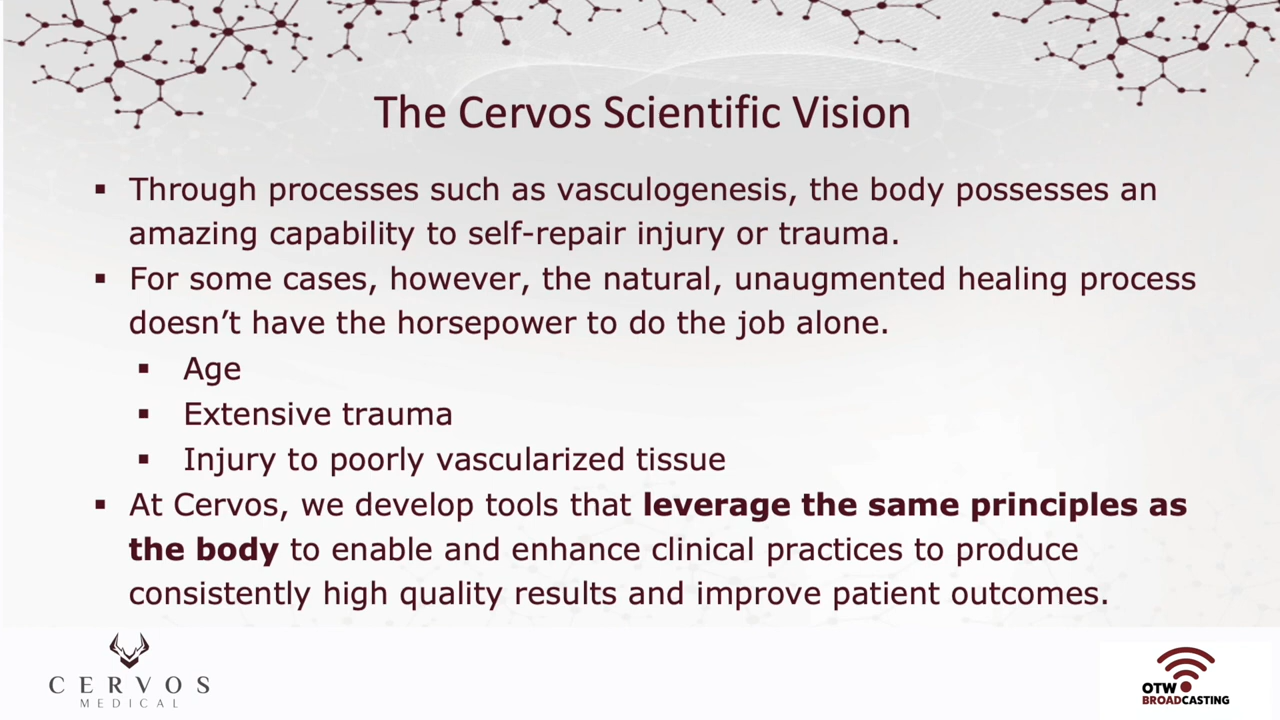 The Cervos Scientific Vision
▪ Through processes such as vasculogenesis, the body possesses an
amazing capability to self-repair injury or trauma.
▪ For some cases, however, the natural, unaugmented healing process
doesn’t have the horsepower to do the job alone.
▪ Age
▪ Extensive trauma
▪ Injury to poorly vascularized tissue
▪ At Cervos, we develop tools that leverage the same principles as
the body to enable and enhance clinical practices to produce
consistently high quality results and improve patient outcomes.
CERVOS
MEDICAL
OTW
BROADCASTING